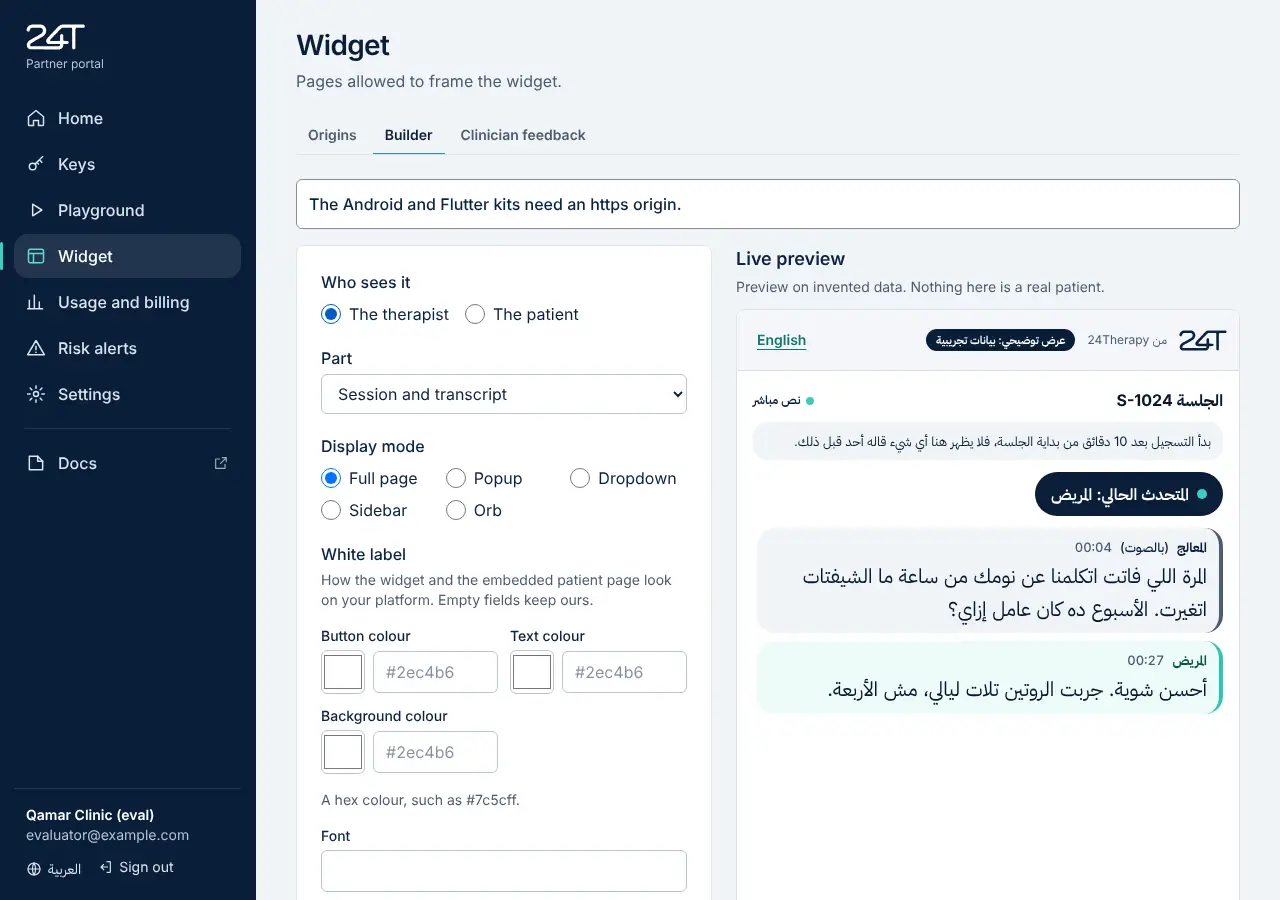 24T
Partner portal
Home
Keys
Playground
Widget
Usage and billing
Risk alerts
Settings
Docs
Qamar Clinic (eval)
evaluator@example.com
العربية
Sign out
Widget
Pages allowed to frame the widget.
Origins
Builder
Clinician feedback
The Android and Flutter kits need an https origin.
Who sees it
The therapist
The patient
Part
Session and transcript
Display mode
Full page
Popup
Dropdown
Sidebar
Orb
White label
How the widget and the embedded patient page look
on your platform. Empty fields keep ours.
Button colour
Text colour
#2ec4b6
#2ec4b6
Background colour
#2ec4b6
A hex colour, such as #7c5cff.
Font
Live preview
Preview on invented data. Nothing here is a real patient.
24T
من 24Therapy
عرض توضيحي: بيانات تجريبية
English
الجلسة S-1024
نص مباشر
بدأ التسجيل بعد 10 دقائق من بداية الجلسة، فلا يظهر هنا أي شيء قاله أحد قبل ذلك.
المتحدث الحالي: المريض
المعالج (بالصوت) 00:04
المرة اللي فاتت اتكلمنا عن نومك من ساعة ما الشيفتات
اتغيرت. الأسبوع ده كان عامل إزاي؟
المريض 00:27
أحسن شوية. جربت الروتين تلات ليالي، مش الأربعة.